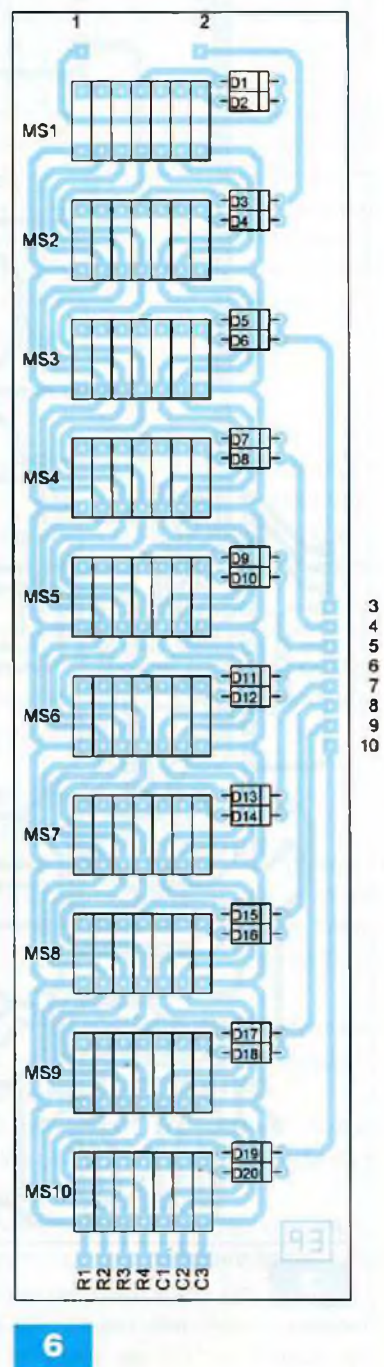 1 2
D1
D2
MS1
D3
D4
MS2
D5
D6
MS3
D7
D8
MS4
D9
D10
MS5
3
4
5
6
7
8
9
10
D11
D12
MS6
D13
D14
MS7
D15
D16
MS8
D17
D18
MS9
D19
D20
MS10
R1 R2 R3 R4 C1 C2 C3
6